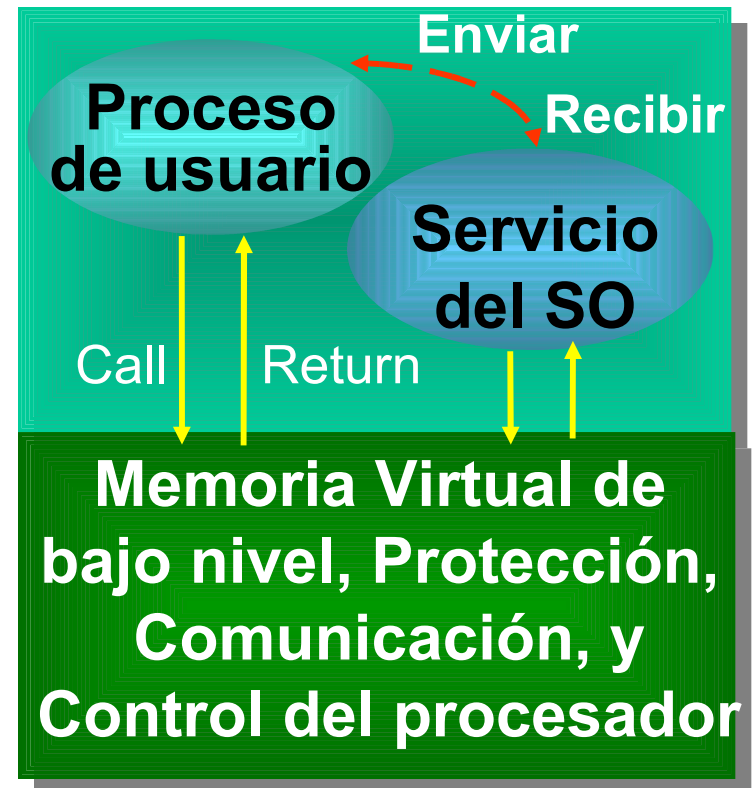 Enviar
Recibir
Proceso
de usuario
Servicio
del SO
Call
Return
Memoria Virtual de
bajo nivel, Protección,
Comunicación, y
Control del procesador